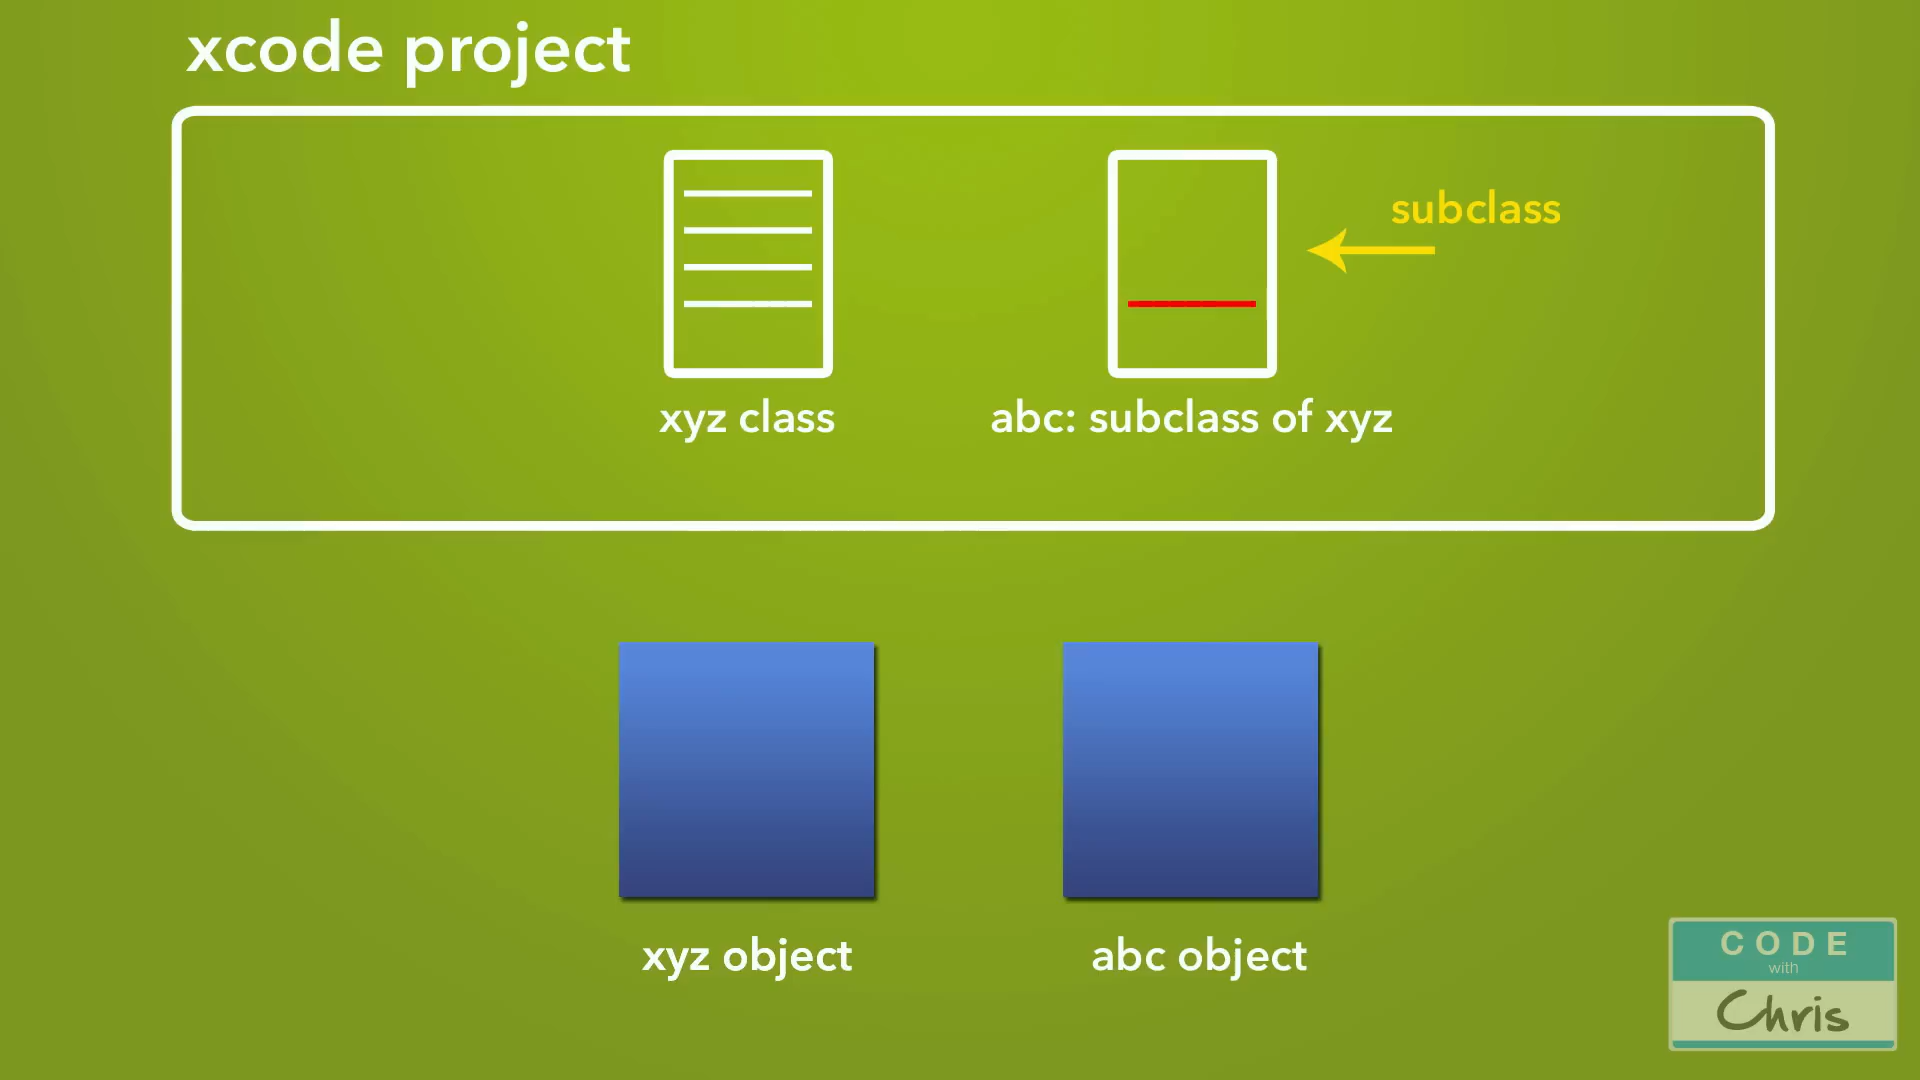 xcode project
subclass
xyz class
abc: subclass of xyz
xyz object
abc object
CODE
with
Chris